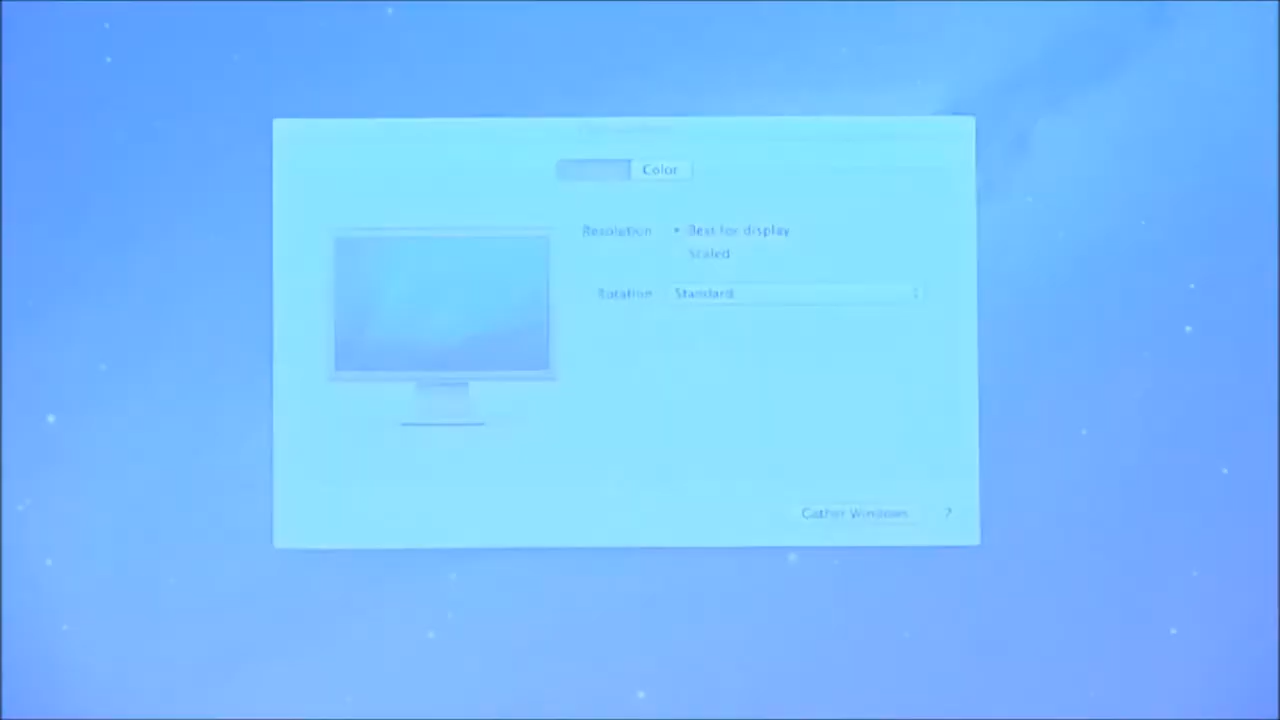 Color
Resolution
Best for display
Scaled
Rotation
Standard
Gather Windows
?